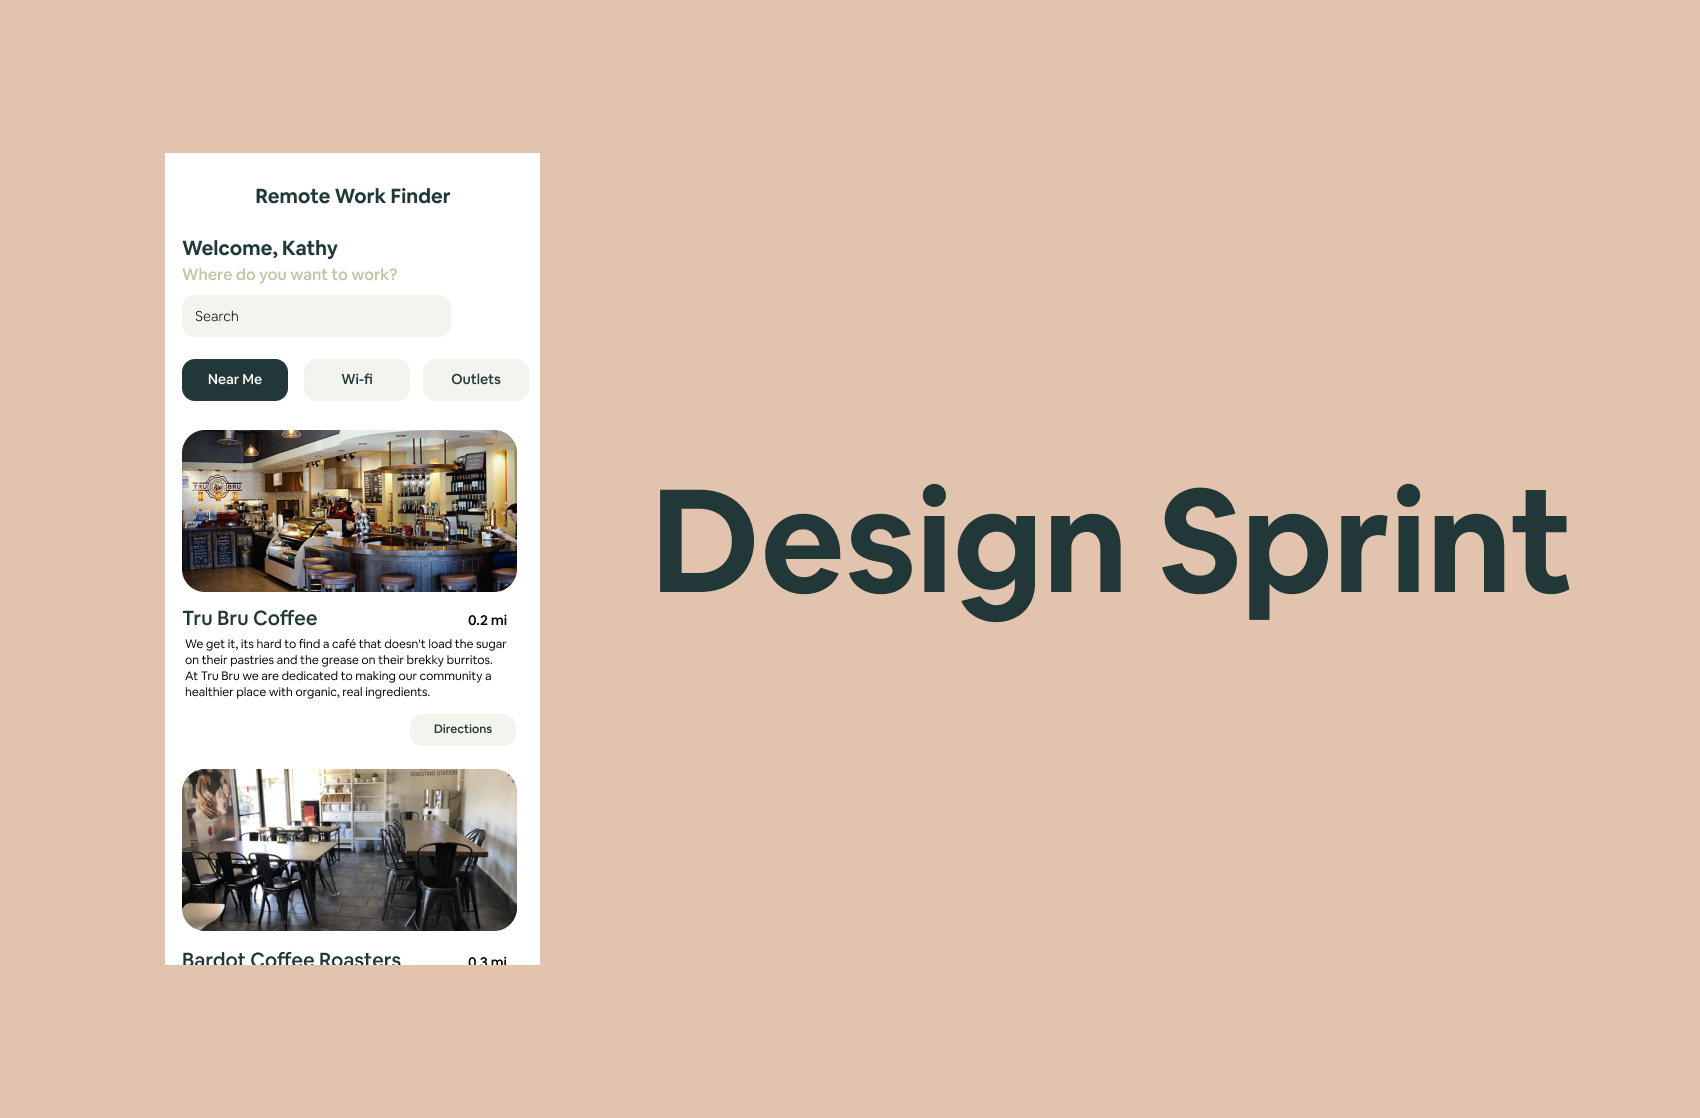 Remote Work Finder
Welcome, Kathy
Where do you want to work?
Search
Near Me
Wi-fi
Outlets
TRU BRU
Tru Bru Coffee
0.2 mi
We get it, its hard to find a café that doesn't load the sugar
on their pastries and the grease on their brekky burritos.
At Tru Bru we are dedicated to making our community a
healthier place with organic, real ingredients.
Directions
ROASTING STATION
Bardot Coffee Roasters
0.3 mi
Design Sprint